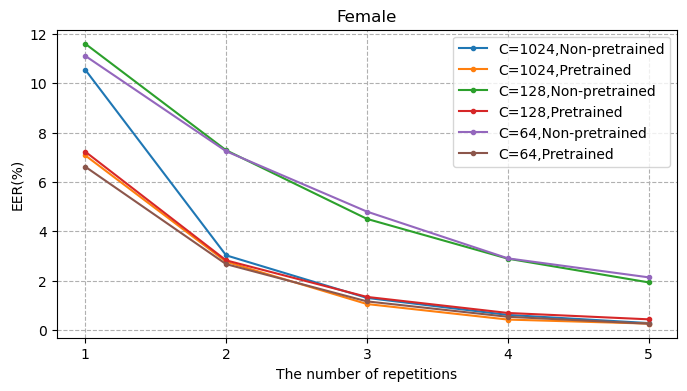 Female
12
10
8
6
4
2
0
EER(%)
C=1024,Non-pretrained
C=1024,Pretrained
C=128,Non-pretrained
C=128,Pretrained
C=64,Non-pretrained
C=64,Pretrained
1 2 3 4 5
The number of repetitions